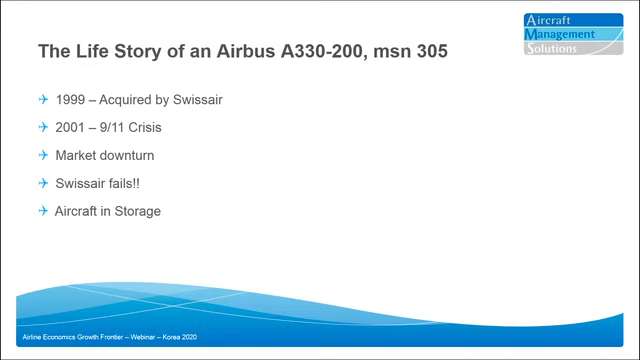 Aircraft
Management
Solutions
The Life Story of an Airbus A330-200, msn 305
1999 – Acquired by Swissair
2001 – 9/11 Crisis
Market downturn
Swissair fails!!
Aircraft in Storage
Airline Economics Growth Frontier – Webinar – Korea 2020